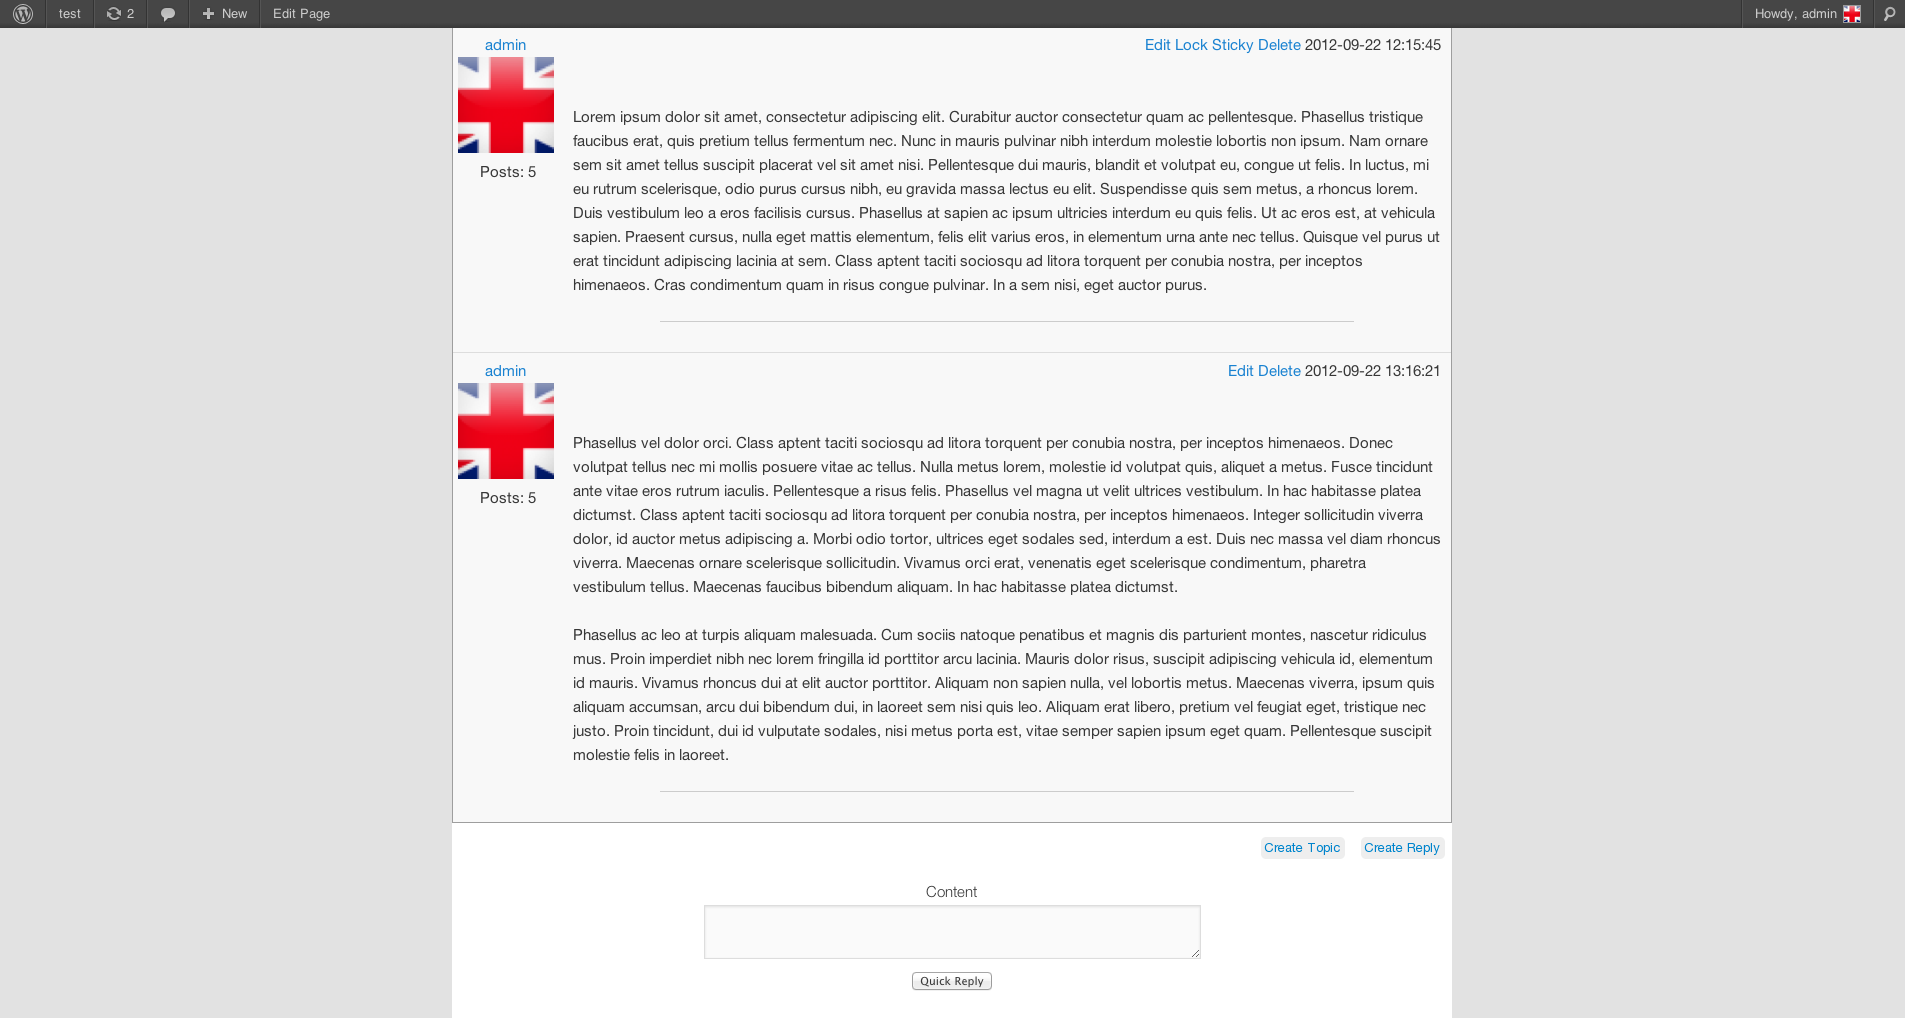 test 2 New Edit Page Howdy, admin
admin Edit Lock Sticky Delete 2012-09-22 12:15:45
Posts: 5
Lorem ipsum dolor sit amet, consectetur adipiscing elit. Curabitur auctor consectetur quam ac pellentesque. Phasellus tristique
faucibus erat, quis pretium tellus fermentum nec. Nunc in mauris pulvinar nibh interdum molestie lobortis non ipsum. Nam ornare
sem sit amet tellus suscipit placerat vel sit amet nisi. Pellentesque dui mauris, blandit et volutpat eu, congue ut felis. In luctus, mi
eu rutrum scelerisque, odio purus cursus nibh, eu gravida massa lectus eu elit. Suspendisse quis sem metus, a rhoncus lorem.
Duis vestibulum leo a eros facilisis cursus. Phasellus at sapien ac ipsum ultricies interdum eu quis felis. Ut ac eros est, at vehicula
sapien. Praesent cursus, nulla eget mattis elementum, felis elit varius eros, in elementum urna ante nec tellus. Quisque vel purus ut
erat tincidunt adipiscing lacinia at sem. Class aptent taciti sociosqu ad litora torquent per conubia nostra, per inceptos
himenaeos. Cras condimentum quam in risus congue pulvinar. In a sem nisi, eget auctor purus.
admin Edit Delete 2012-09-22 13:16:21
Posts: 5
Phasellus vel dolor orci. Class aptent taciti sociosqu ad litora torquent per conubia nostra, per inceptos himenaeos. Donec
volutpat tellus nec mi mollis posuere vitae ac tellus. Nulla metus lorem, molestie id volutpat quis, aliquet a metus. Fusce tincidunt
ante vitae eros rutrum iaculis. Pellentesque a risus felis. Phasellus vel magna ut velit ultrices vestibulum. In hac habitasse platea
dictumst. Class aptent taciti sociosqu ad litora torquent per conubia nostra, per inceptos himenaeos. Integer sollicitudin viverra
dolor, id auctor metus adipiscing a. Morbi odio tortor, ultrices eget sodales sed, interdum a est. Duis nec massa vel diam rhoncus
viverra. Maecenas ornare scelerisque sollicitudin. Vivamus orci erat, venenatis eget scelerisque condimentum, pharetra
vestibulum tellus. Maecenas faucibus bibendum aliquam. In hac habitasse platea dictumst.
Phasellus ac leo at turpis aliquam malesuada. Cum sociis natoque penatibus et magnis dis parturient montes, nascetur ridiculus
mus. Proin imperdiet nibh nec lorem fringilla id porttitor arcu lacinia. Mauris dolor risus, suscipit adipiscing vehicula id, elementum
id mauris. Vivamus rhoncus dui at elit auctor porttitor. Aliquam non sapien nulla, vel lobortis metus. Maecenas viverra, ipsum quis
aliquam accumsan, arcu dui bibendum dui, in laoreet sem nisi quis leo. Aliquam erat libero, pretium vel feugiat eget, tristique nec
justo. Proin tincidunt, dui id vulputate sodales, nisi metus porta est, vitae semper sapien ipsum eget quam. Pellentesque suscipit
molestie felis in laoreet.
Create Topic Create Reply
Content
Quick Reply